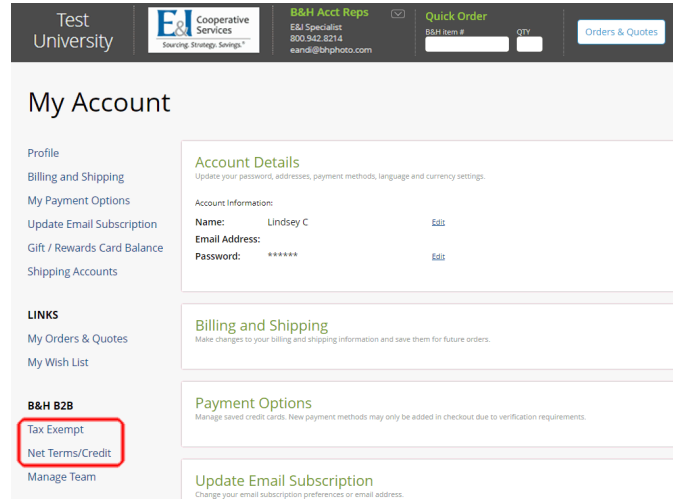 Test
University
E&I Cooperative
Services
Sourcing. Strategy. Savings.®
B&H Acct Reps
E&I Specialist
800.942.8214
eandi@bhphoto.com
Quick Order
B&H item # QTY
Orders & Quotes
My Account
Profile
Billing and Shipping
My Payment Options
Update Email Subscription
Gift / Rewards Card Balance
Shipping Accounts
LINKS
My Orders & Quotes
My Wish List
B&H B2B
Tax Exempt
Net Terms/Credit
Manage Team
Account Details
Update your password, addresses, payment methods, language and currency settings.
Account Information:
Name: Lindsey C Edit
Email Address:
Password: ****** Edit
Billing and Shipping
Make changes to your billing and shipping information and save them for future orders.
Payment Options
Manage saved credit cards. New payment methods may only be added in checkout due to verification requirements.
Update Email Subscription
Change your email subscription preferences or email address.